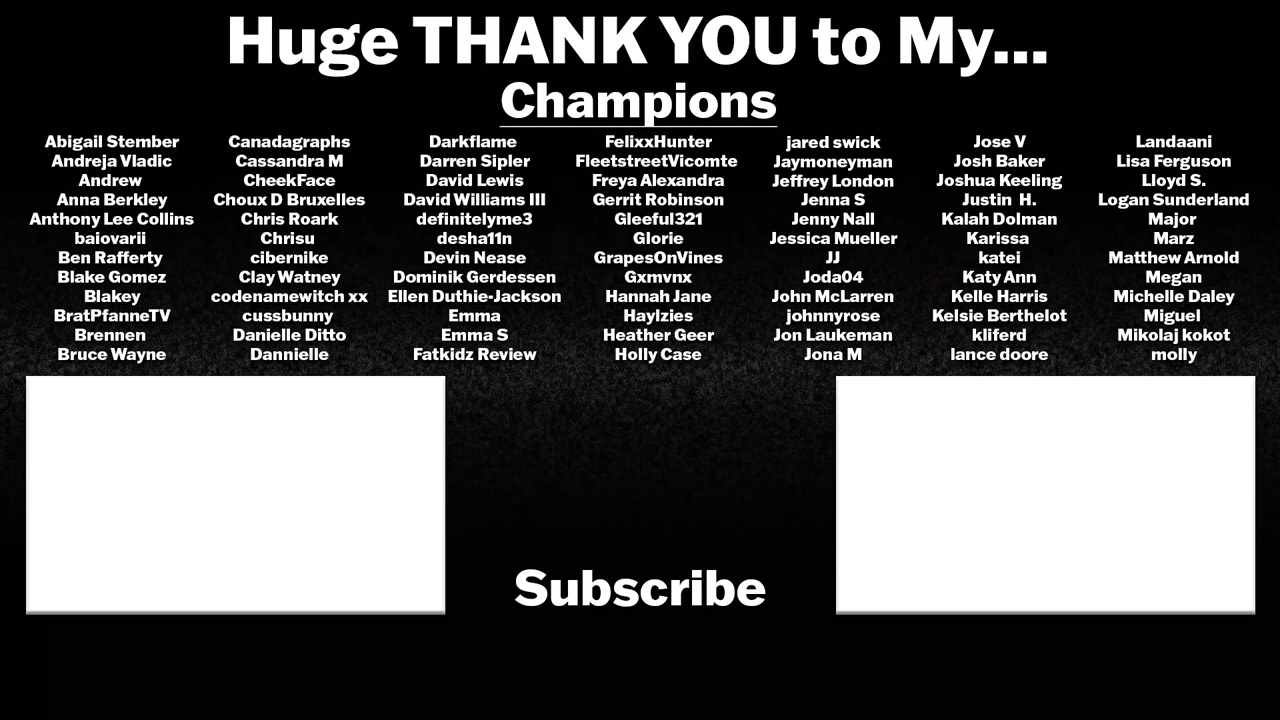 Huge THANK YOU to My...
Champions
Abigail Stember
Andreja Vladic
Andrew
Anna Berkley
Anthony Lee Collins
baiovarii
Ben Rafferty
Blake Gomez
Blakey
BratPfanneTV
Brennen
Bruce Wayne
Canadagraphs
Cassandra M
CheekFace
Choux D Bruxelles
Chris Roark
Chrisu
cibernike
Clay Watney
codenamewitch xx
cussbunny
Danielle Ditto
Dannielle
Darkflame
Darren Sipler
David Lewis
David Williams III
definitelyme3
desha11n
Devin Nease
Dominik Gerdessen
Ellen Duthie-Jackson
Emma
Emma S
Fatkidz Review
FelixxHunter
FleetstreetVicomte
Freya Alexandra
Gerrit Robinson
Gleeful321
Glorie
GrapesOnVines
Gxmvnx
Hannah Jane
Haylzies
Heather Geer
Holly Case
jared swick
Jaymoneyman
Jeffrey London
Jenna S
Jenny Nall
Jessica Mueller
JJ
Joda04
John McLarren
johnnyrose
Jon Laukeman
Jona M
Jose V
Josh Baker
Joshua Keeling
Justin  H.
Kalah Dolman
Karissa
katei
Katy Ann
Kelle Harris
Kelsie Berthelot
kliferd
lance doore
Landaani
Lisa Ferguson
Lloyd S.
Logan Sunderland
Major
Marz
Matthew Arnold
Megan
Michelle Daley
Miguel
Mikolaj kokot
molly
Subscribe